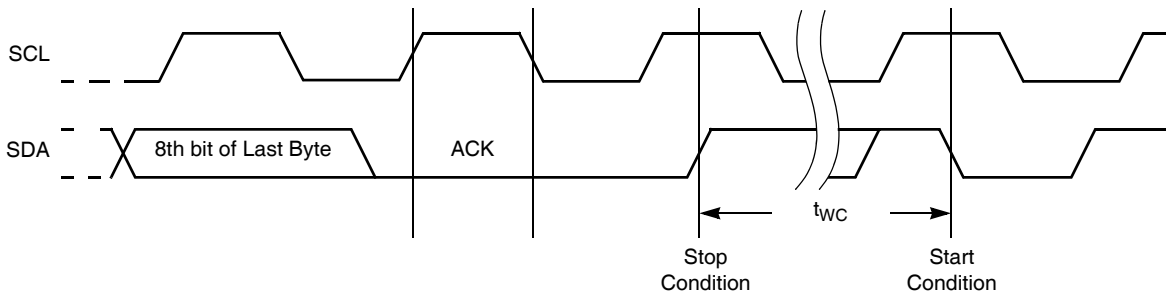 SCL
SDA
8th bit of Last Byte
ACK
tWC
Stop
Condition
Start
Condition